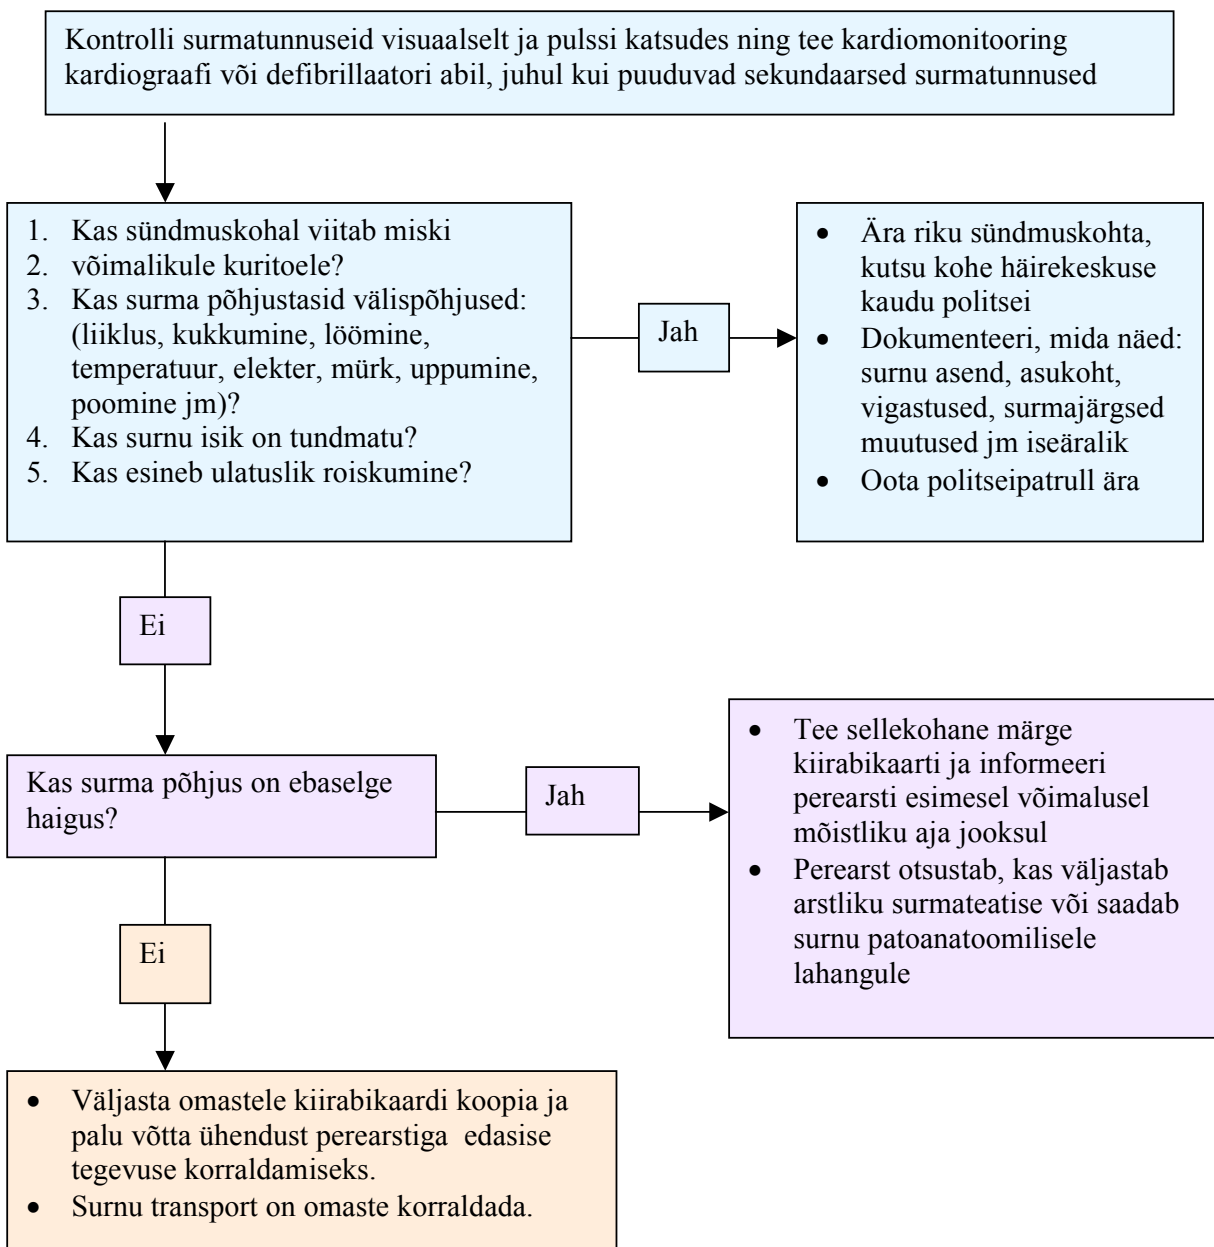 Kontrolli surmatunnuseid visuaalselt ja pulssi katsudes ning tee kardiomonitooring
kardiograafi või defibrillaatori abil, juhul kui puuduvad sekundaarsed surmatunnused
1. Kas sündmuskohal viitab miski
2. võimalikule kuritoele?
3. Kas surma põhjustasid välispõhjused:
(liiklus, kukkumine, löömine,
temperatuur, elekter, mürk, uppumine,
poomine jm)?
4. Kas surnu isik on tundmatu?
5. Kas esineb ulatuslik roiskumine?
Jah
• Ära riku sündmuskohta,
kutsu kohe häirekeskuse
kaudu politsei
• Dokumenteeri, mida näed:
surnu asend, asukoht,
vigastused, surmajärgsed
muutused jm iseäralik
• Oota politseipatrull ära
Ei
Kas surma põhjus on ebaselge
haigus?
Jah
• Tee sellekohane märge
kiirabikaarti ja informeeri
perearsti esimesel võimalusel
mõistliku aja jooksul
• Perearst otsustab, kas väljastab
arstliku surmateatise või saadab
surnu patoanatoomilisele
lahangule
Ei
• Väljasta omastele kiirabikaardi koopia ja
palu võtta ühendust perearstiga edasise
tegevuse korraldamiseks.
• Surnu transport on omaste korraldada.